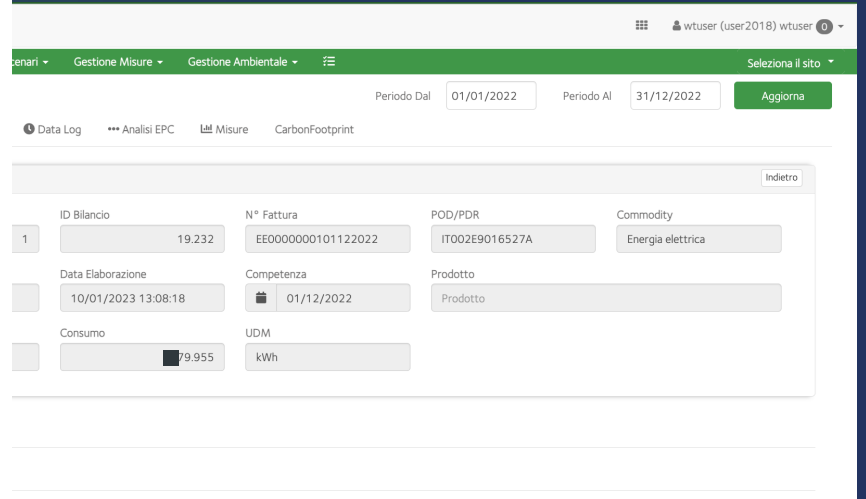 wtuser (user2018) wtuser 0
cenari Gestione Misure Gestione Ambientale Seleziona il sito
Periodo Dal 01/01/2022 Periodo Al 31/12/2022 Aggiorna
Data Log Analisi EPC Misure CarbonFootprint
Indietro
ID Bilancio N° Fattura POD/PDR Commodity
1 19.232 EE0000000101122022 IT002E9016527A Energia elettrica
Data Elaborazione Competenza Prodotto
10/01/2023 13:08:18 01/12/2022 Prodotto
Consumo UDM
79.955 kWh